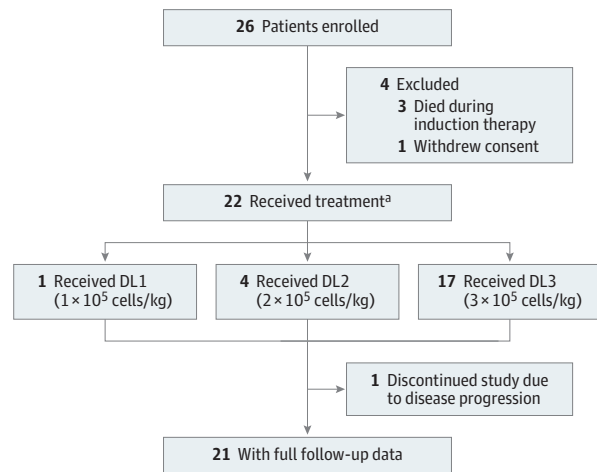 26 Patients enrolled
4 Excluded
3 Died during
induction therapy
1 Withdrew consent
22 Received treatmentᵃ
1 Received DL1
(1 × 10⁵ cells/kg)
4 Received DL2
(2 × 10⁵ cells/kg)
17 Received DL3
(3 × 10⁵ cells/kg)
1 Discontinued study due
to disease progression
21 With full follow-up data